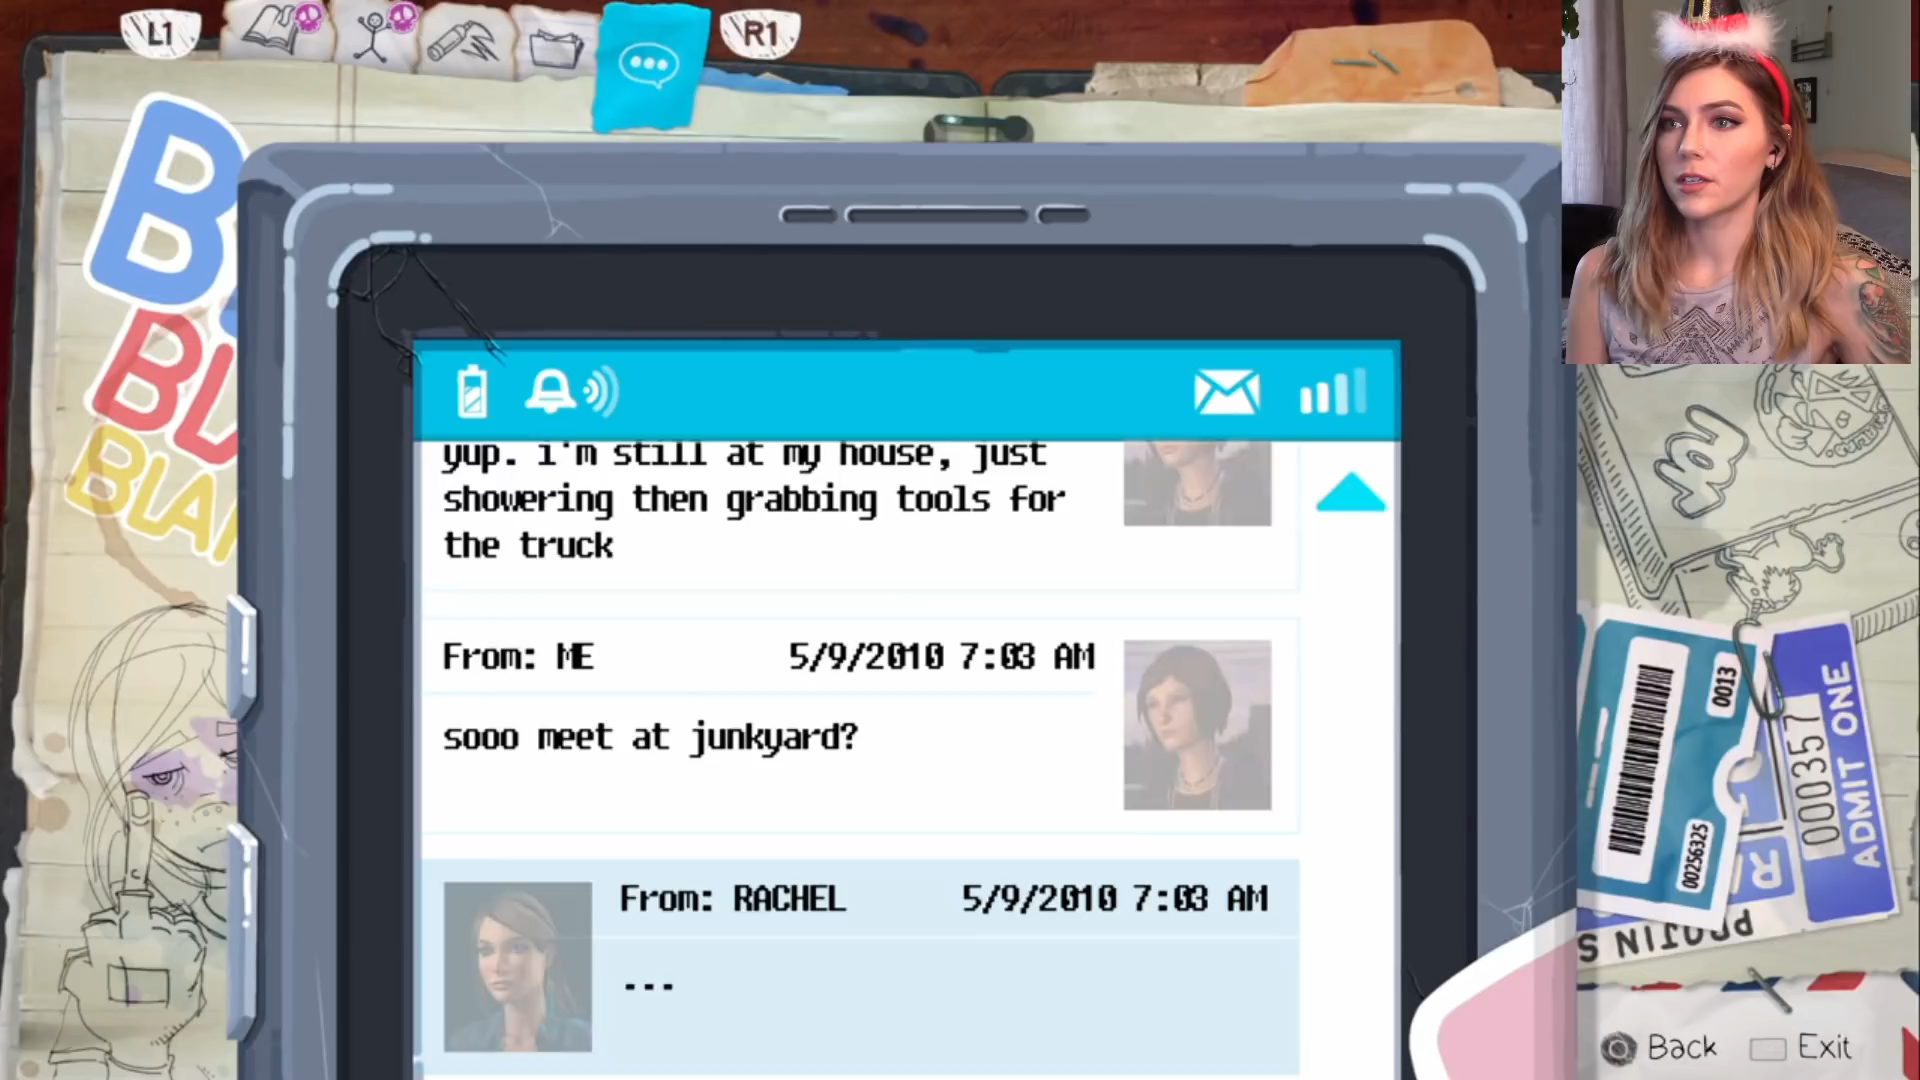 L1
R1
BL
BLA
yup. i'm still at my house, just
showering then grabbing tools for
the truck
From: ME 5/9/2010 7:03 AM
sooo meet at junkyard?
From: RACHEL 5/9/2010 7:03 AM
...
0013
00256325
000357
ADMIT ONE
Back
Exit